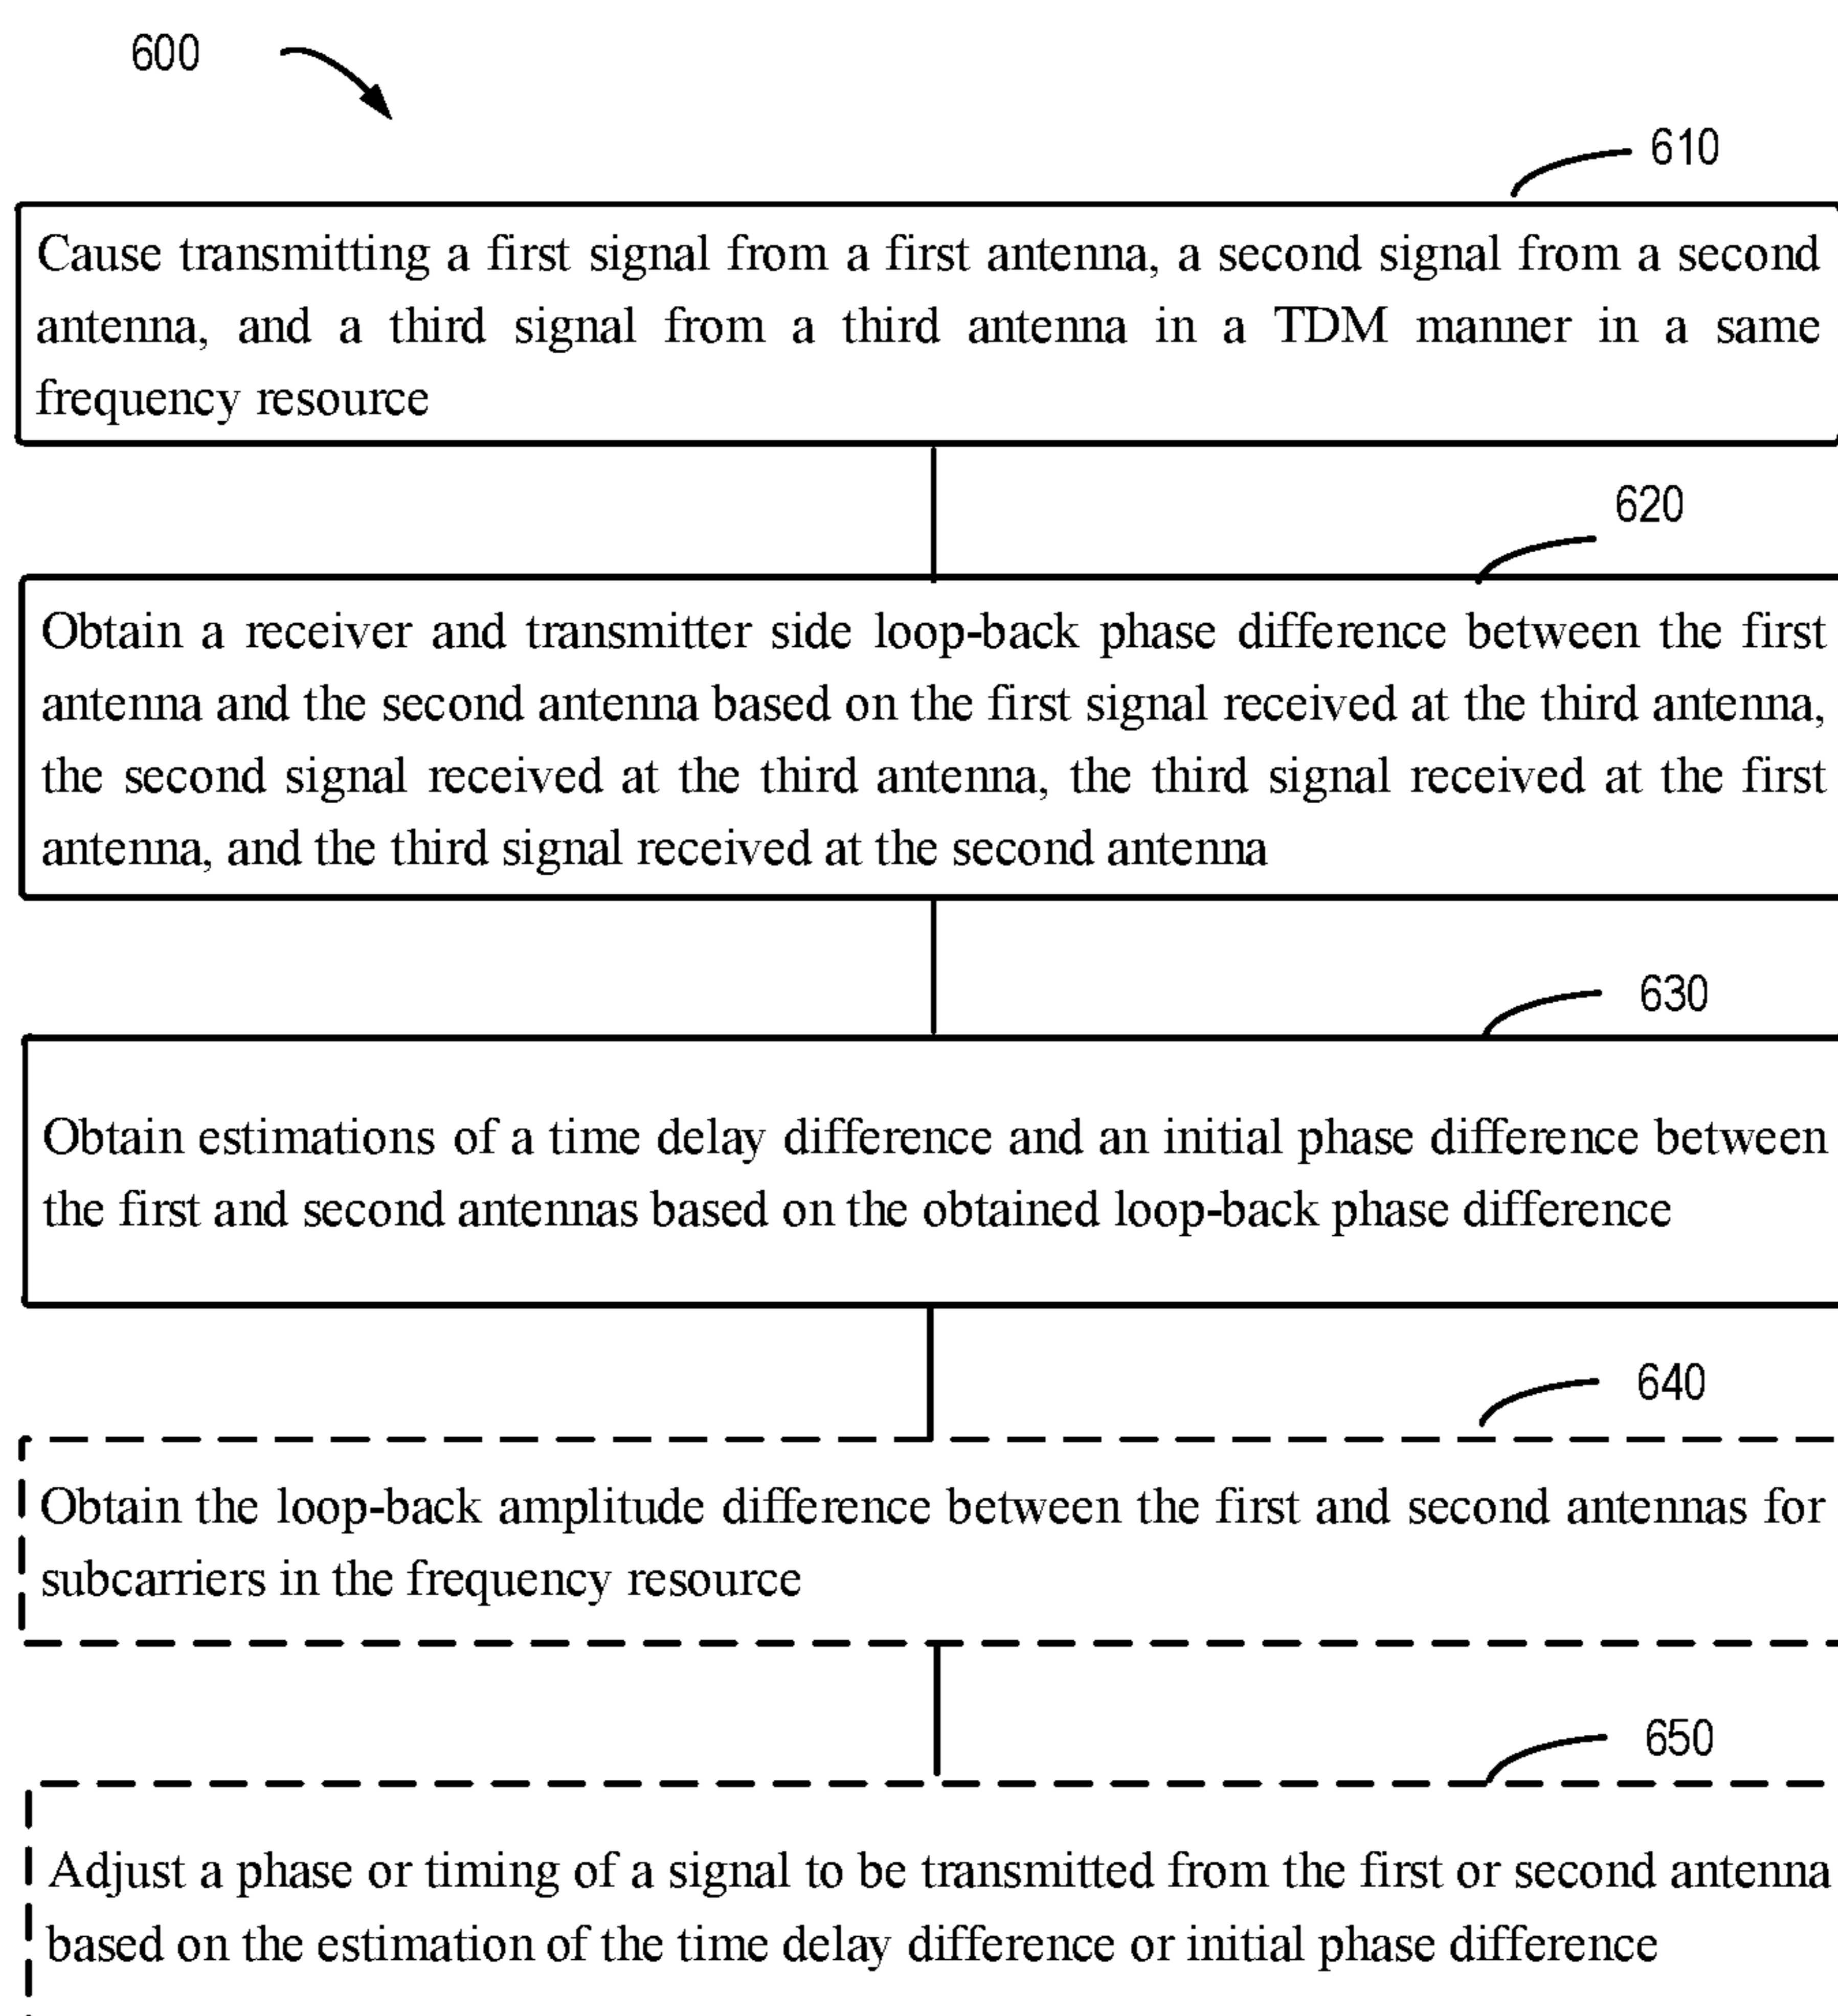 600
610
Cause transmitting a first signal from a first antenna, a second signal from a second
antenna, and a third signal from a third antenna in a TDM manner in a same
frequency resource
620
Obtain a receiver and transmitter side loop-back phase difference between the first
antenna and the second antenna based on the first signal received at the third antenna,
the second signal received at the third antenna, the third signal received at the first
antenna, and the third signal received at the second antenna
630
Obtain estimations of a time delay difference and an initial phase difference between
the first and second antennas based on the obtained loop-back phase difference
640
Obtain the loop-back amplitude difference between the first and second antennas for
subcarriers in the frequency resource
650
Adjust a phase or timing of a signal to be transmitted from the first or second antenna
based on the estimation of the time delay difference or initial phase difference